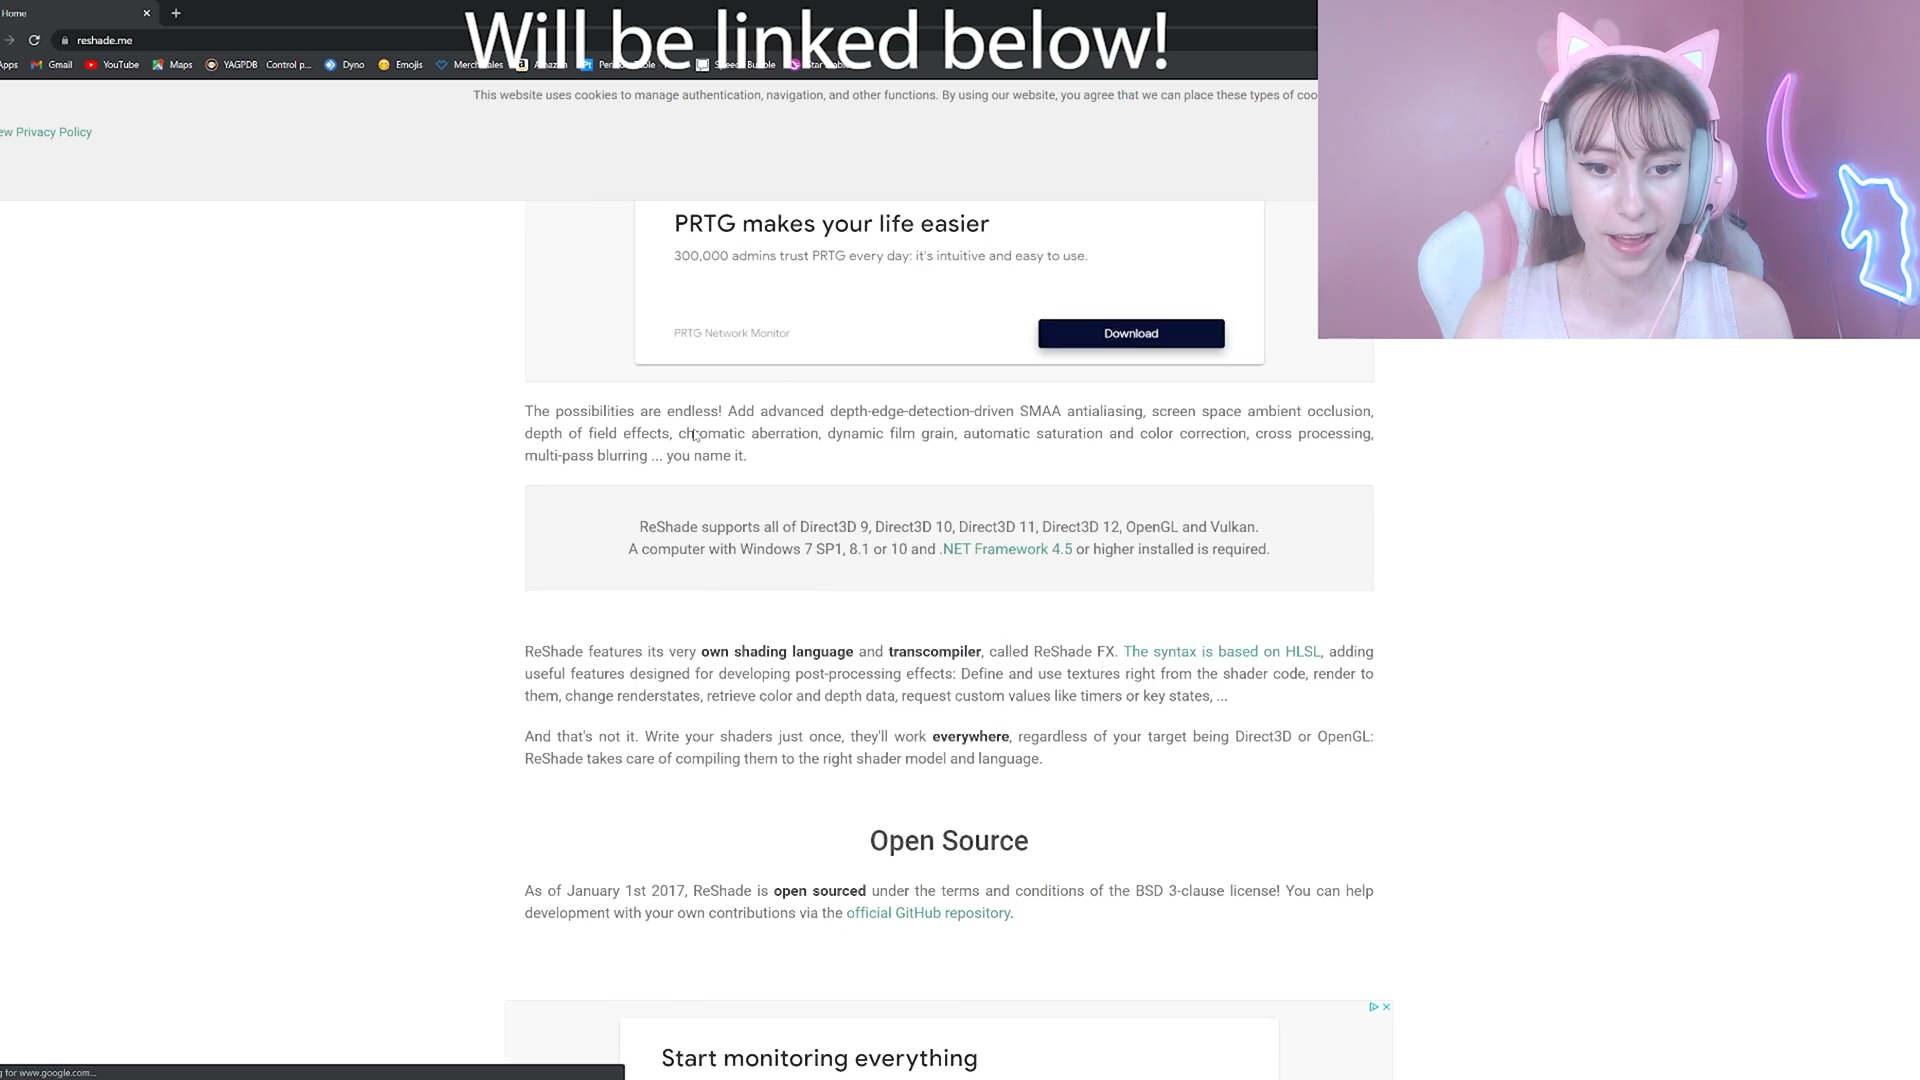 Home
Will be linked below!
reshade.me
Apps Gmail YouTube Maps YAGPDB - Control p... Dyno Emojis
This website uses cookies to manage authentication, navigation, and other functions. By using our website, you agree that we can place these types of coo
ew Privacy Policy
PRTG makes your life easier
300,000 admins trust PRTG every day: it's intuitive and easy to use.
PRTG Network Monitor
Download
The possibilities are endless! Add advanced depth-edge-detection-driven SMAA antialiasing, screen space ambient occlusion,
depth of field effects, chromatic aberration, dynamic film grain, automatic saturation and color correction, cross processing,
multi-pass blurring ... you name it.
ReShade supports all of Direct3D 9, Direct3D 10, Direct3D 11, Direct3D 12, OpenGL and Vulkan.
A computer with Windows 7 SP1, 8.1 or 10 and .NET Framework 4.5 or higher installed is required.
ReShade features its very own shading language and transcompiler, called ReShade FX. The syntax is based on HLSL, adding
useful features designed for developing post-processing effects: Define and use textures right from the shader code, render to
them, change renderstates, retrieve color and depth data, request custom values like timers or key states, ...
And that's not it. Write your shaders just once, they'll work everywhere, regardless of your target being Direct3D or OpenGL:
ReShade takes care of compiling them to the right shader model and language.
Open Source
As of January 1st 2017, ReShade is open sourced under the terms and conditions of the BSD 3-clause license! You can help
development with your own contributions via the official GitHub repository.
Start monitoring everything
g for www.google.com...